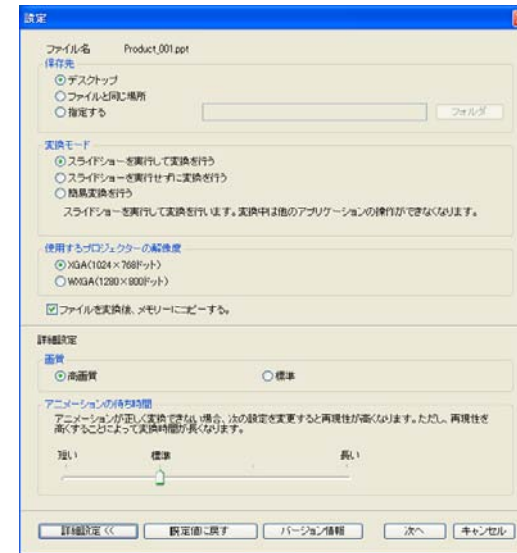 設定
ファイル名 Product_001.ppt
保存先
デスクトップ
ファイルと同じ場所
指定する フォルダ
変換モード
スライドショーを実行して変換を行う
スライドショーを実行せずに変換を行う
簡易変換を行う
スライドショーを実行して変換を行います。変換中は他のアプリケーションの操作ができなくなります。
使用するプロジェクターの解像度
XGA(1024×768ドット)
WXGA(1280×800ドット)
ファイルを変換後、メモリーにコピーする。
詳細設定
画質
高画質 標準
アニメーションの待ち時間
アニメーションが正しく変換できない場合、次の設定を変更すると再現性が高くなります。ただし、再現性を
高くすることによって変換時間が長くなります。
短い 標準 長い
詳細設定 << 既定値に戻す バージョン情報 次へ キャンセル